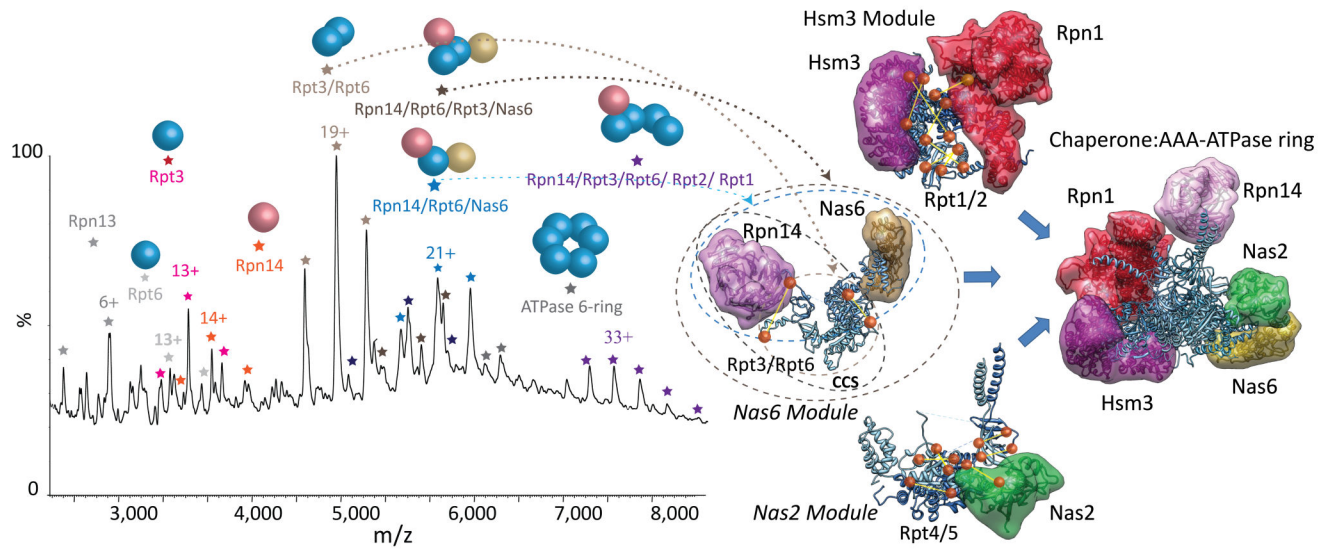 Hsm3 Module
Rpn1
Hsm3
Rpt1/2
Rpt3/Rpt6
Rpn14/Rpt6/Rpt3/Nas6
19+
100
Rpt3
Rpn14/Rpt3/Rpt6/ Rpt2/ Rpt1
Rpn14/Rpt6/Nas6
Chaperone:AAA-ATPase ring
Rpn1
Rpn14
Nas2
Nas6
Hsm3
Rpn13
Rpn14
Rpt6
13+
21+
ATPase 6-ring
6+
14+
13+
33+
%
0
3,000
4,000
5,000
6,000
7,000
8,000
m/z
Nas6
Rpn14
Rpt3/Rpt6
ccs
Nas6 Module
Nas2 Module
Rpt4/5
Nas2